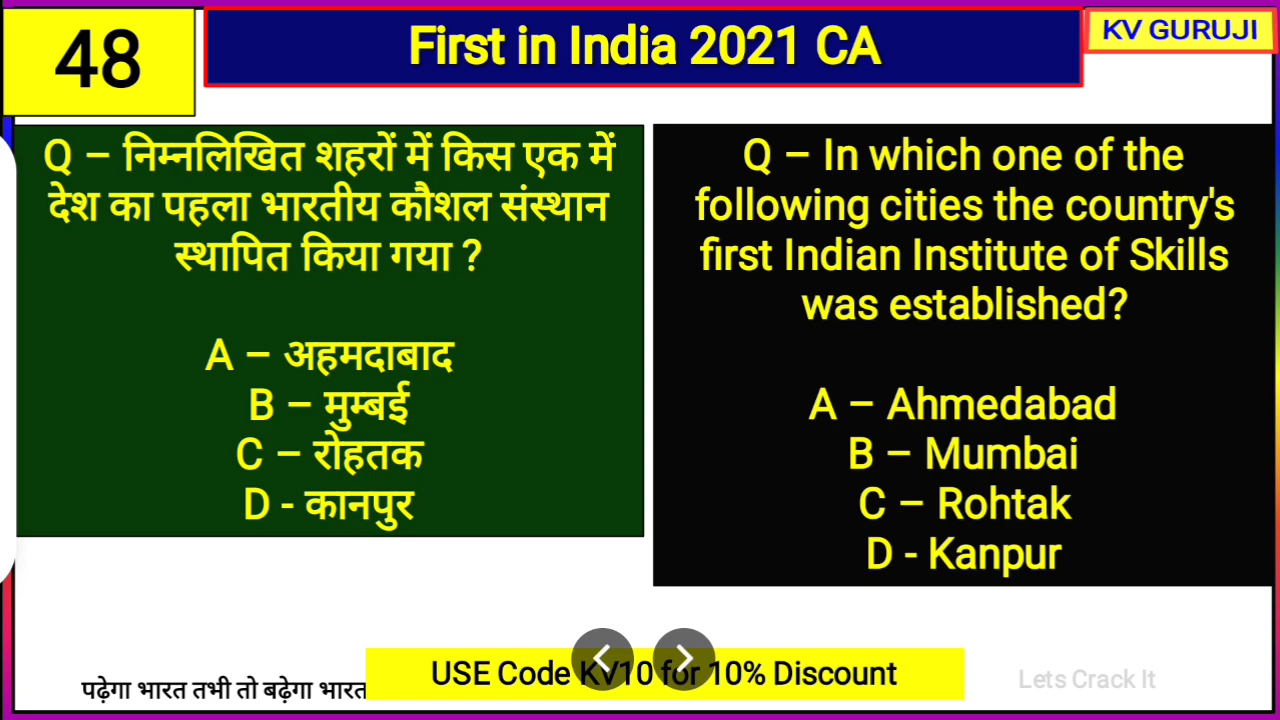 48
First in India 2021 CA
KV GURUJI
Q – निम्नलिखित शहरों में किस एक में
देश का पहला भारतीय कौशल संस्थान
स्थापित किया गया ?
A – अहमदाबाद
B – मुम्बई
C – रोहतक
D - कानपुर
Q – In which one of the
following cities the country's
first Indian Institute of Skills
was established?
A – Ahmedabad
B – Mumbai
C – Rohtak
D - Kanpur
पढ़ेगा भारत तभी तो बढ़ेगा भारत
USE Code KV10 for 10% Discount
Lets Crack It